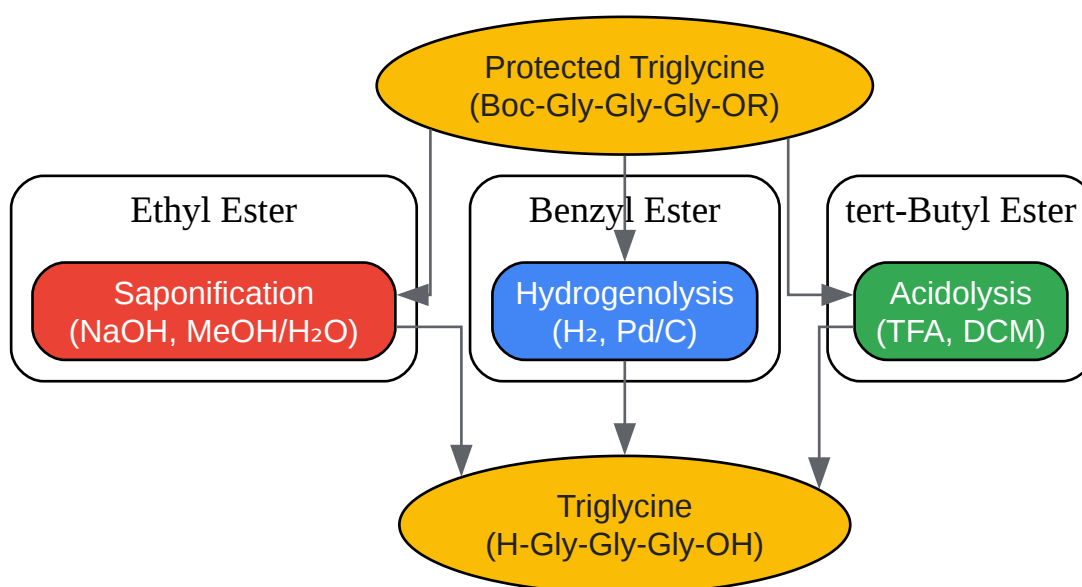 Protected Triglycine
(Boc-Gly-Gly-Gly-OR)
Ethyl Ester
Benzyl Ester
tert-Butyl Ester
Saponification
(NaOH, MeOH/H₂O)
Hydrogenolysis
(H₂, Pd/C)
Acidolysis
(TFA, DCM)
Triglycine
(H-Gly-Gly-Gly-OH)